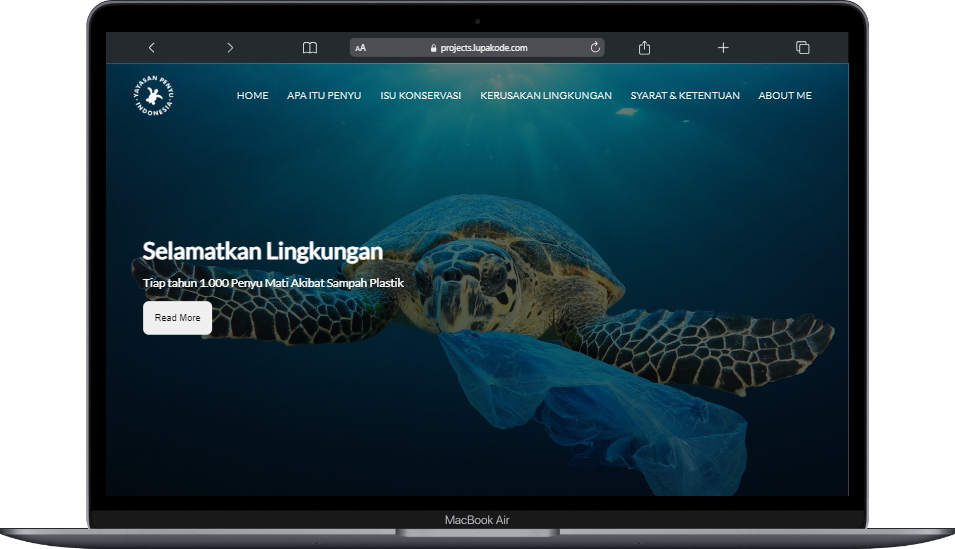 AA projects.lupakode.com
YAYASAN PENYU
INDONESIA
HOME APA ITU PENYU ISU KONSERVASI KERUSAKAN LINGKUNGAN SYARAT & KETENTUAN ABOUT ME
Selamatkan Lingkungan
Tiap tahun 1.000 Penyu Mati Akibat Sampah Plastik
Read More
MacBook Air